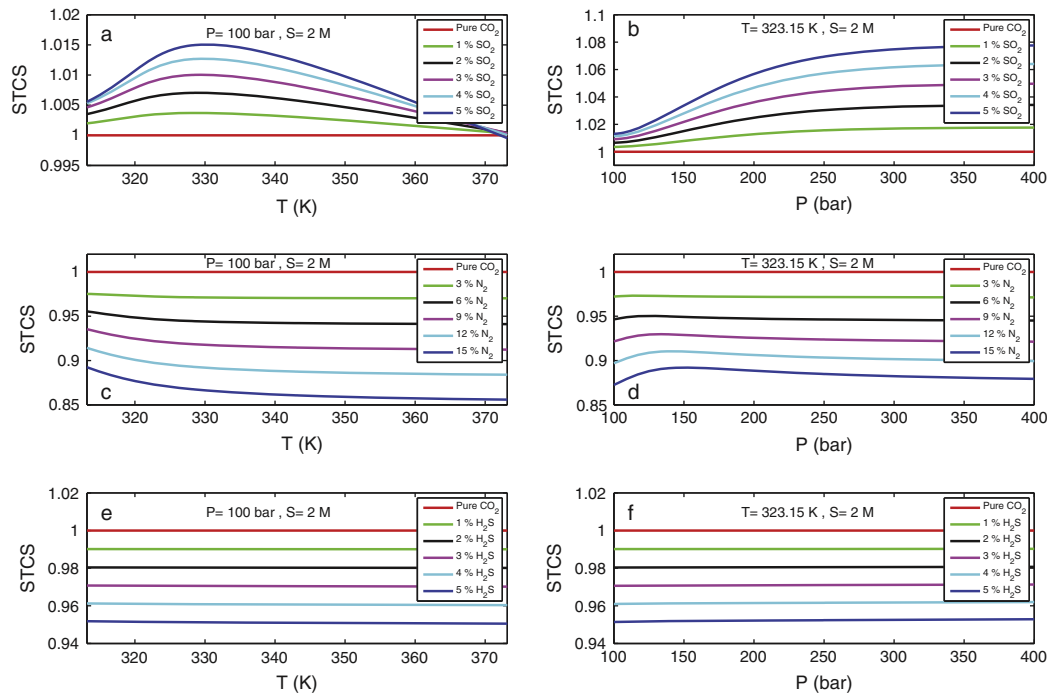 a
P= 100 bar , S= 2 M
Pure CO2
1 % SO2
2 % SO2
3 % SO2
4 % SO2
5 % SO2
1.02
1.015
1.01
1.005
1
0.995
STCS
320 330 340 350 360 370
T (K)
b
T= 323.15 K , S= 2 M
Pure CO2
1 % SO2
2 % SO2
3 % SO2
4 % SO2
5 % SO2
1.1
1.08
1.06
1.04
1.02
1
STCS
100 150 200 250 300 350 400
P (bar)
P= 100 bar , S= 2 M
Pure CO2
3 % N2
6 % N2
9 % N2
12 % N2
15 % N2
1
0.95
0.9
0.85
STCS
c
320 330 340 350 360 370
T (K)
T= 323.15 K , S= 2 M
Pure CO2
3 % N2
6 % N2
9 % N2
12 % N2
15 % N2
1
0.95
0.9
0.85
STCS
d
100 150 200 250 300 350 400
P (bar)
e
P= 100 bar , S= 2 M
Pure CO2
1 % H2S
2 % H2S
3 % H2S
4 % H2S
5 % H2S
1.02
1
0.98
0.96
0.94
STCS
320 330 340 350 360 370
T (K)
f
T= 323.15 K , S= 2 M
Pure CO2
1 % H2S
2 % H2S
3 % H2S
4 % H2S
5 % H2S
1.02
1
0.98
0.96
0.94
STCS
100 150 200 250 300 350 400
P (bar)